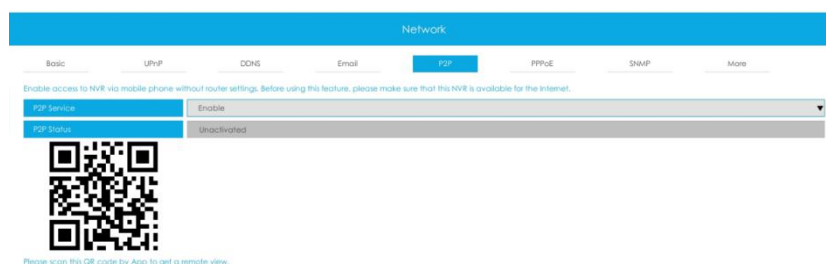 Network
Basic UPnP DDNS Email P2P PPPoE SNMP More
Enable access to NVR via mobile phone without router settings. Before using this feature, please make sure that this NVR is available for the Internet.
P2P Service Enable
P2P Status Unactivated
Please scan this QR code by App to get a remote view.